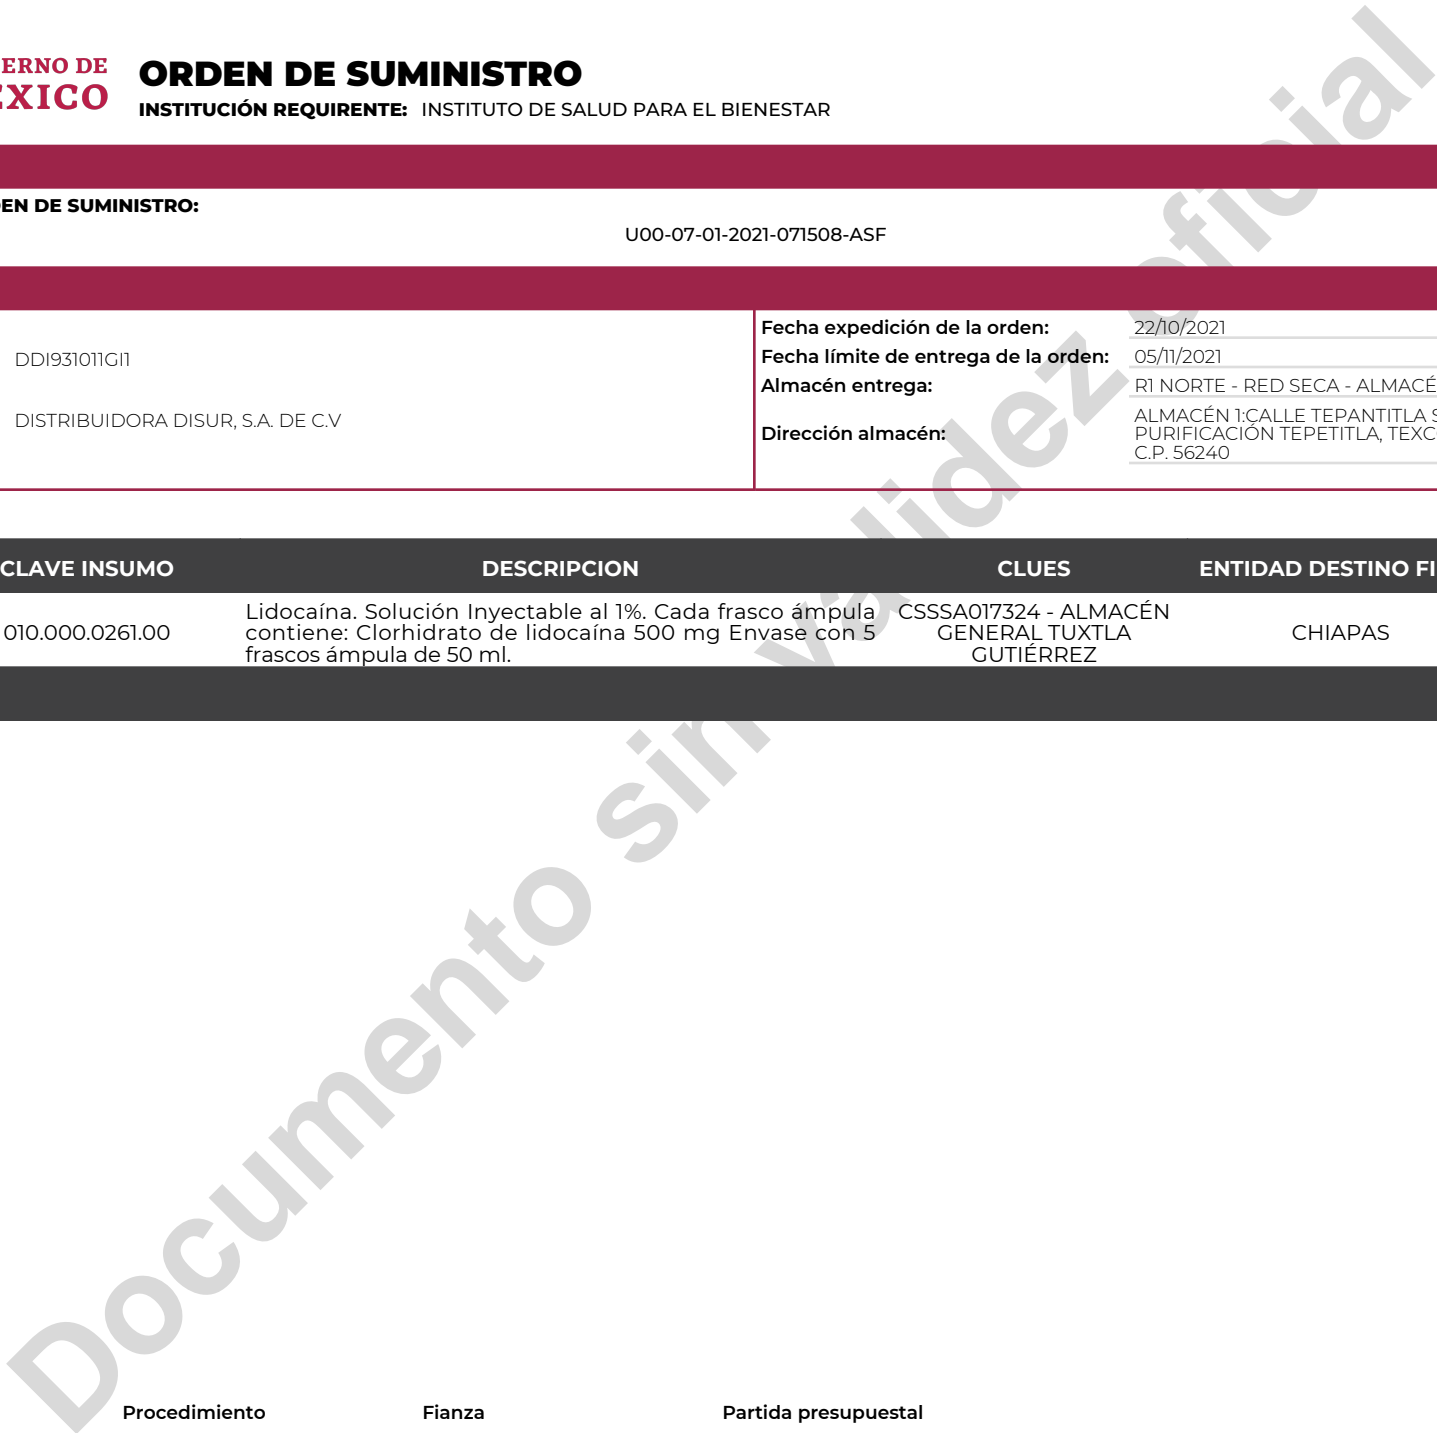 ERNO DE
EXICO
ORDEN DE SUMINISTRO
INSTITUCIÓN REQUIRENTE: INSTITUTO DE SALUD PARA EL BIENESTAR
EN DE SUMINISTRO:
U00-07-01-2021-071508-ASF
DDI931011GI1
DISTRIBUIDORA DISUR, S.A. DE C.V
Fecha expedición de la orden: 22/10/2021
Fecha límite de entrega de la orden: 05/11/2021
Almacén entrega: R1 NORTE - RED SECA - ALMACÉ
Dirección almacén: ALMACÉN 1:CALLE TEPANTITLA S
PURIFICACIÓN TEPETITLA, TEXC
C.P. 56240
CLAVE INSUMO DESCRIPCION CLUES ENTIDAD DESTINO FI
010.000.0261.00
Lidocaína. Solución Inyectable al 1%. Cada frasco ámpula
contiene: Clorhidrato de lidocaína 500 mg Envase con 5
frascos ámpula de 50 ml.
CSSSA017324 - ALMACÉN
GENERAL TUXTLA
GUTIÉRREZ
CHIAPAS
Documento sin validez oficial
Procedimiento Fianza Partida presupuestal